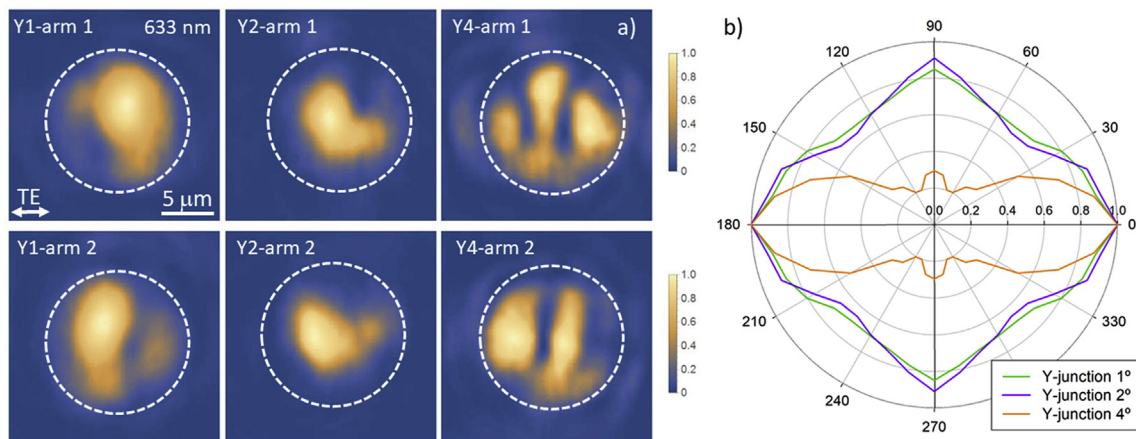 Y1-arm 1 633 nm
Y2-arm 1
Y4-arm 1 a)
TE
5 µm
1.0
0.8
0.6
0.4
0.2
0
Y1-arm 2
Y2-arm 2
Y4-arm 2
1.0
0.8
0.6
0.4
0.2
0
b)
90
120 60
150 30
180 0.0 0.2 0.4 0.6 0.8 1.0 0
210 330
240
270
Y-junction 1º
Y-junction 2º
Y-junction 4º